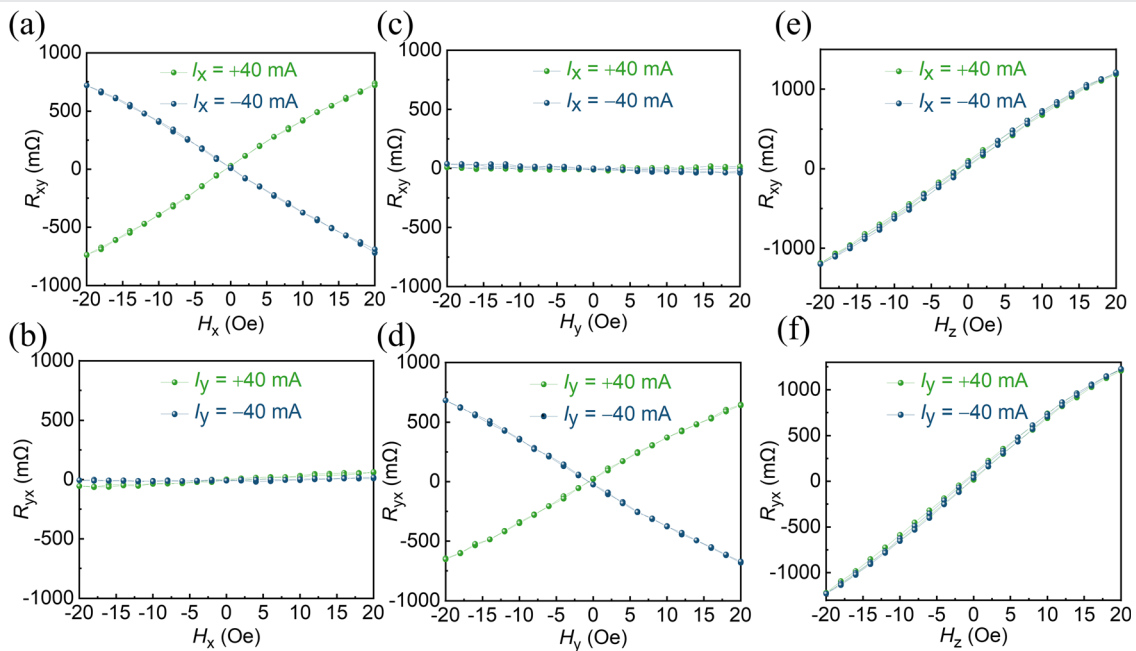 (a)
1000
500
0
-500
-1000
Rxy (mΩ)
Ix = +40 mA
Ix = −40 mA
-20 -15 -10 -5 0 5 10 15 20
Hx (Oe)
(c)
1000
500
0
-500
-1000
Rxy (mΩ)
Ix = +40 mA
Ix = −40 mA
-20 -15 -10 -5 0 5 10 15 20
Hy (Oe)
(e)
1000
0
-1000
Rxy (mΩ)
Ix = +40 mA
Ix = −40 mA
-20 -15 -10 -5 0 5 10 15 20
Hz (Oe)
(b)
1000
500
0
-500
-1000
Ryx (mΩ)
Iy = +40 mA
Iy = −40 mA
-20 -15 -10 -5 0 5 10 15 20
Hx (Oe)
(d)
1000
500
0
-500
-1000
Ryx (mΩ)
Iy = +40 mA
Iy = −40 mA
-20 -15 -10 -5 0 5 10 15 20
Hy (Oe)
(f)
1000
500
0
-500
-1000
Ryx (mΩ)
Iy = +40 mA
Iy = −40 mA
-20 -15 -10 -5 0 5 10 15 20
Hz (Oe)